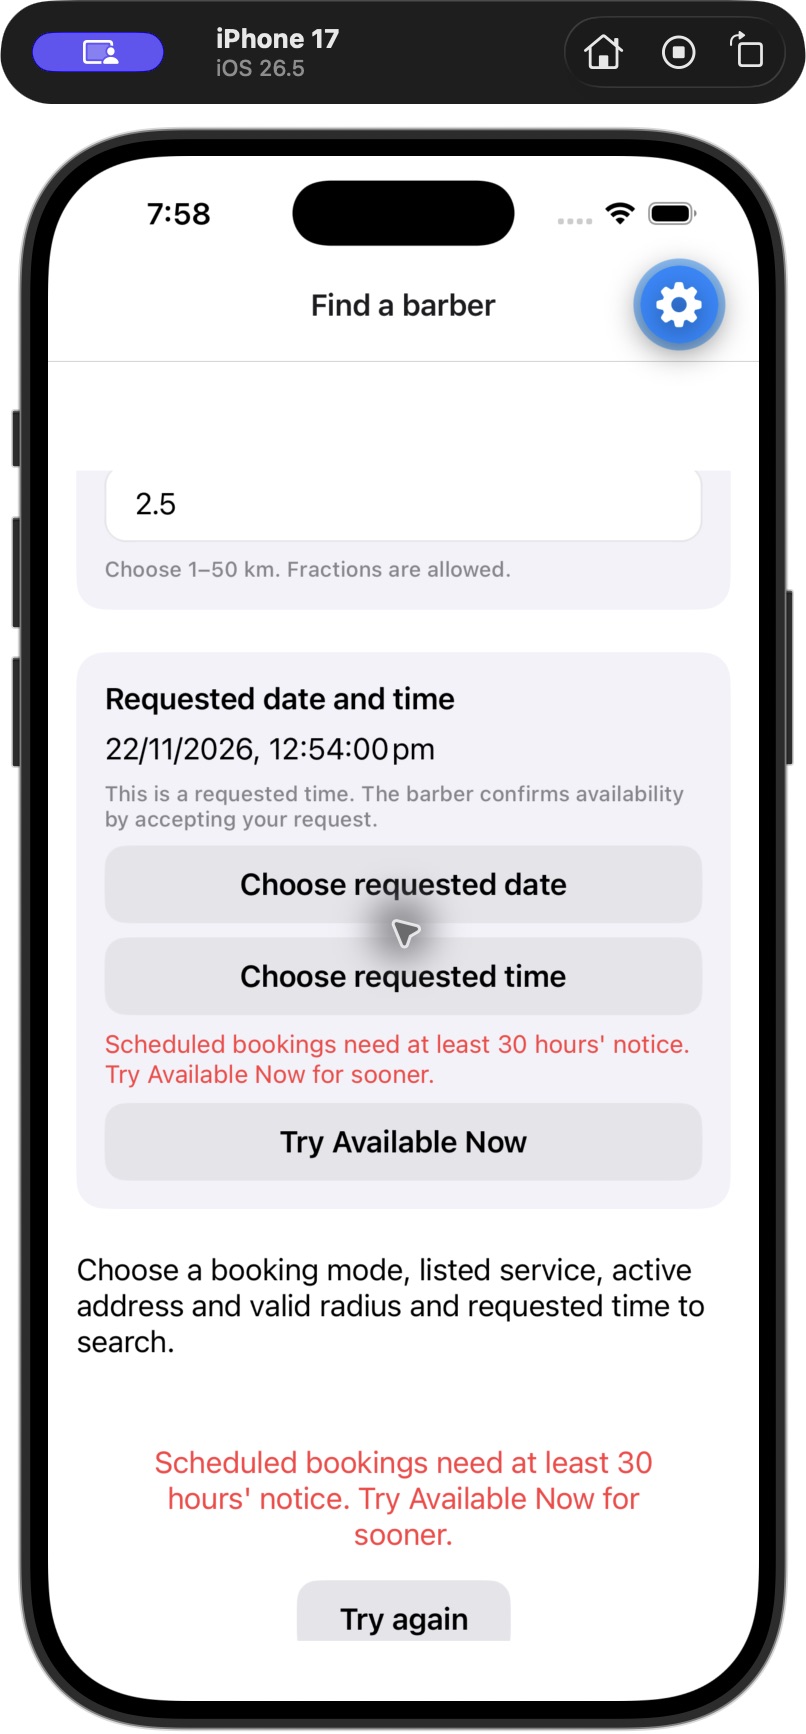 iPhone 17
iOS 26.5
7:58
Find a barber
2.5
Choose 1–50 km. Fractions are allowed.
Requested date and time
22/11/2026, 12:54:00 pm
This is a requested time. The barber confirms availability
by accepting your request.
Choose requested date
Choose requested time
Scheduled bookings need at least 30 hours' notice.
Try Available Now for sooner.
Try Available Now
Choose a booking mode, listed service, active
address and valid radius and requested time to
search.
Scheduled bookings need at least 30
hours' notice. Try Available Now for
sooner.
Try again